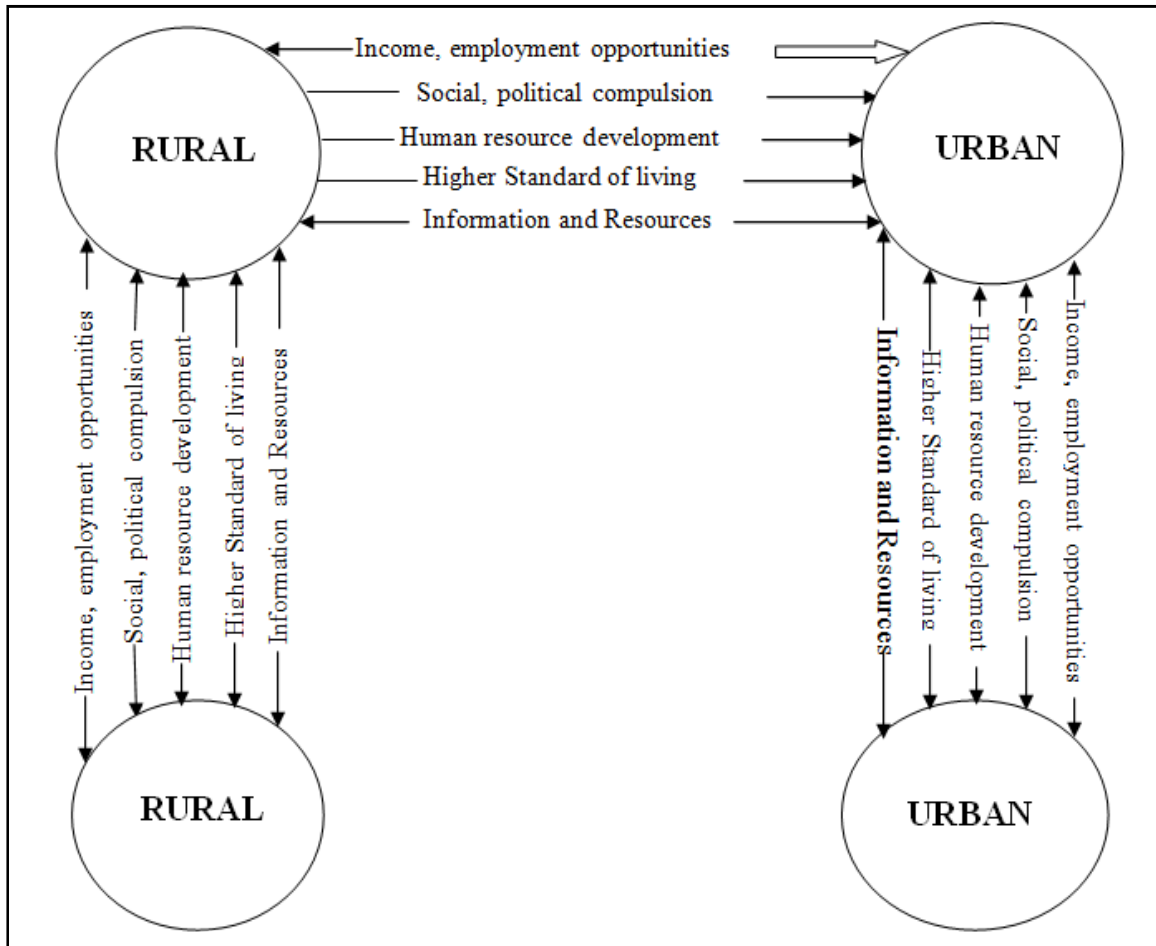 Income, employment opportunities
Social, political compulsion
RURAL
Human resource development
URBAN
Higher Standard of living
Information and Resources
Income, employment opportunities
Social, political compulsion
Human resource development
Higher Standard of living
Information and Resources
Information and Resources
Higher Standard of living
Human resource development
Social, political compulsion
Income, employment opportunities
RURAL
URBAN